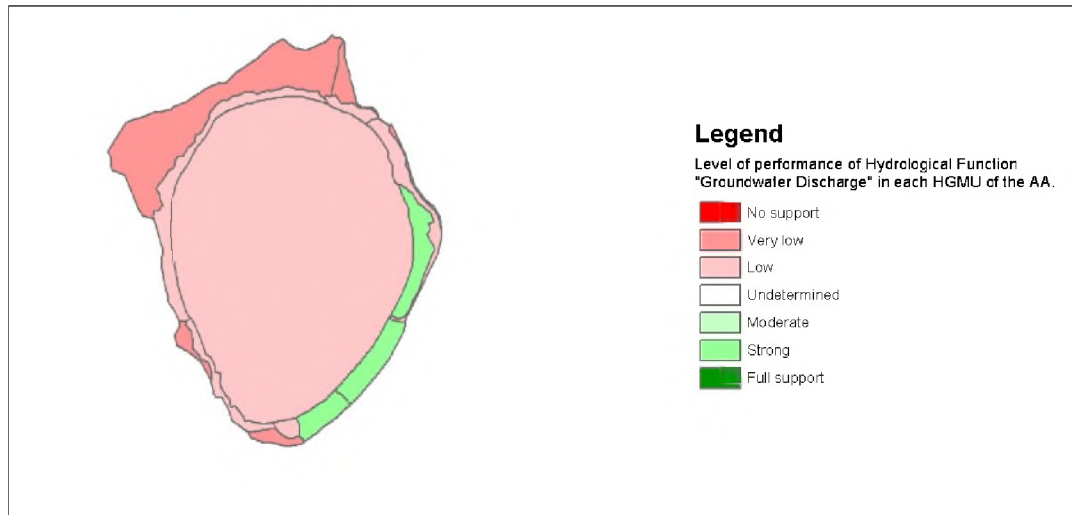 Legend
Level of performance of Hydrological Function
"Groundwater Discharge" in each HGMU of the AA.
No support
Very low
Low
Undetermined
Moderate
Strong
Full support